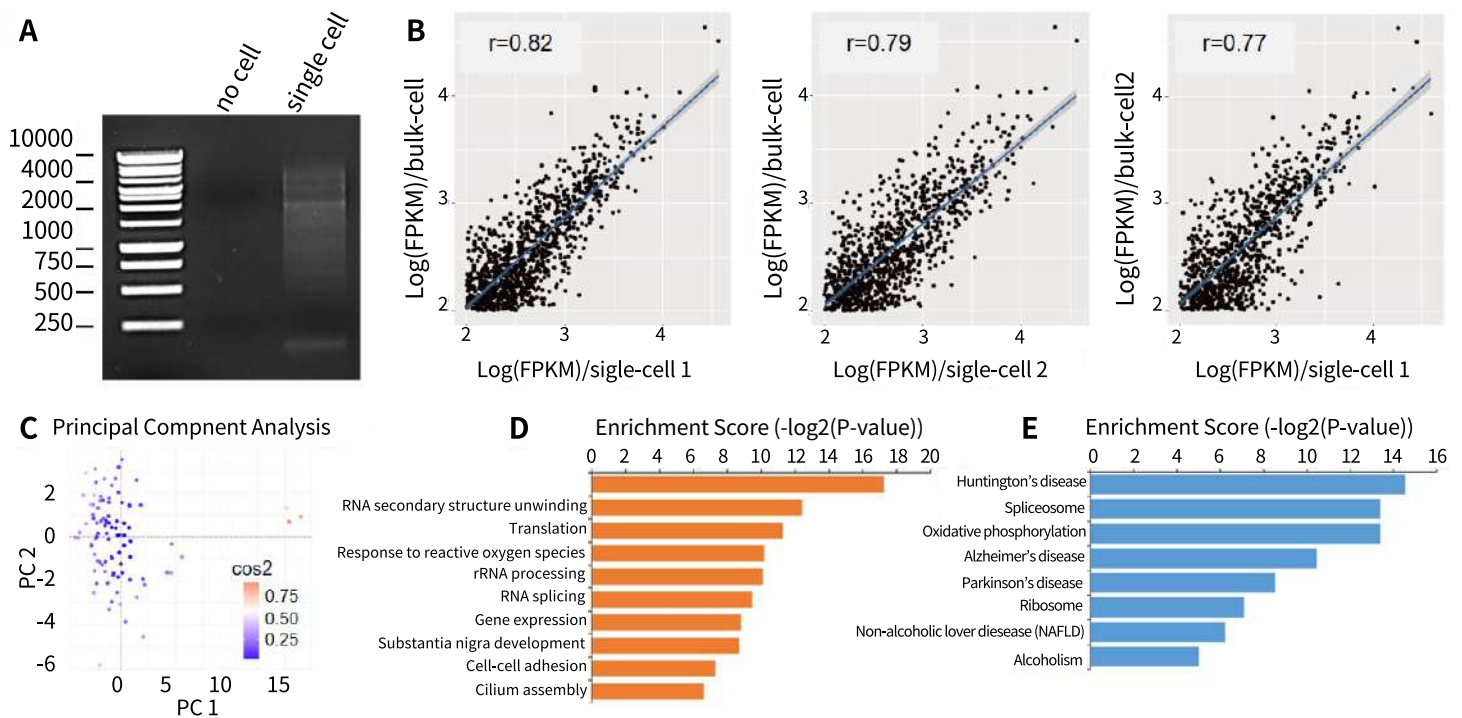 A
no cell
single cell
10000
4000
2000
1000
750
500
250
B
r=0.82
Log(FPKM)/bulk-cell
4
3
2
2
3
4
Log(FPKM)/sigle-cell 1
r=0.79
Log(FPKM)/bulk-cell
4
3
2
2
3
4
Log(FPKM)/sigle-cell 2
r=0.77
Log(FPKM)/bulk-cell2
4
3
2
2
3
4
Log(FPKM)/sigle-cell 1
C
Principal Compnent Analysis
PC 2
2
0
-2
-4
-6
0
5
10
15
PC 1
cos2
0.75
0.50
0.25
D
Enrichment Score (-log2(P-value))
0 2 4 6 8 10 12 14 16 18 20
RNA secondary structure unwinding
Translation
Response to reactive oxygen species
rRNA processing
RNA splicing
Gene expression
Substantia nigra development
Cell-cell adhesion
Cilium assembly
E
Enrichment Score (-log2(P-value))
0 2 4 6 8 10 12 14 16
Huntington's disease
Spliceosome
Oxidative phosphorylation
Alzheimer's disease
Parkinson's disease
Ribosome
Non-alcoholic lover diesease (NAFLD)
Alcoholism